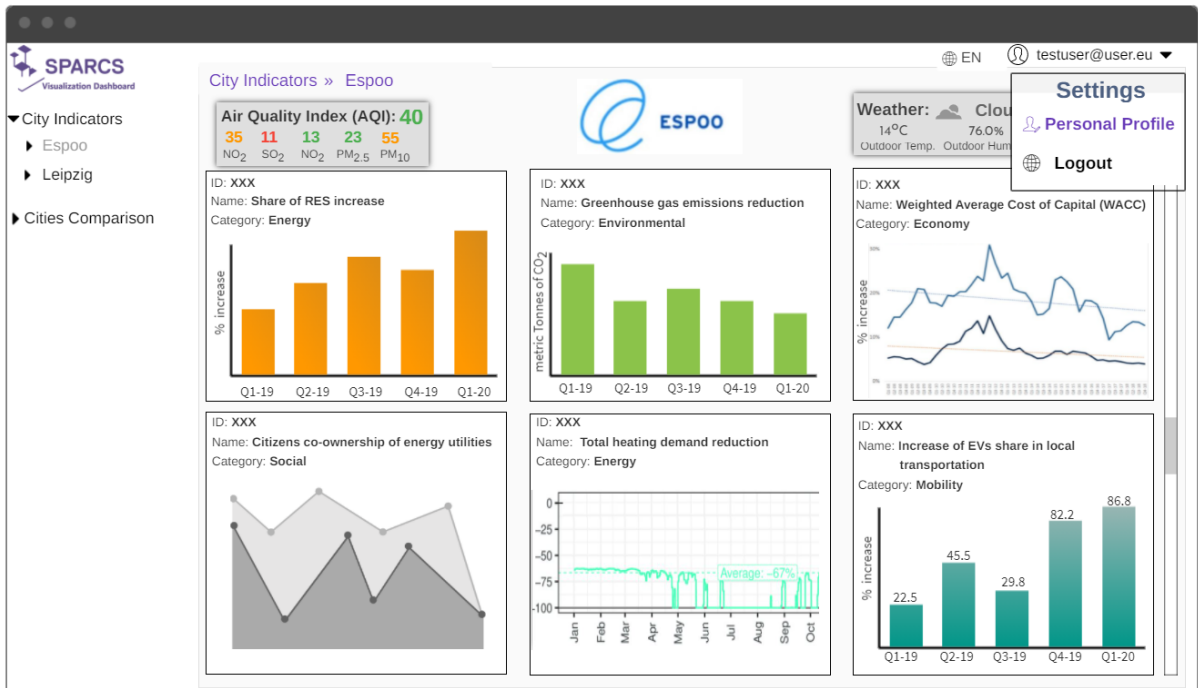 SPARCS
Visualization Dashboard
EN
testuser@user.eu
Settings
Personal Profile
Logout
City Indicators
Espoo
Leipzig
Cities Comparison
City Indicators » Espoo
Air Quality Index (AQI): 40
35 11 13 23 55
NO2 SO2 NO2 PM2.5 PM10
ESPOO
Weather: Clou
14°C 76.0%
Outdoor Temp. Outdoor Hum
ID: XXX
Name: Share of RES increase
Category: Energy
% increase
Q1-19 Q2-19 Q3-19 Q4-19 Q1-20
ID: XXX
Name: Greenhouse gas emissions reduction
Category: Environmental
metric Tonnes of CO2
Q1-19 Q2-19 Q3-19 Q4-19 Q1-20
ID: XXX
Name: Weighted Average Cost of Capital (WACC)
Category: Economy
% increase
ID: XXX
Name: Citizens co-ownership of energy utilities
Category: Social
ID: XXX
Name: Total heating demand reduction
Category: Energy
0
-25
-50
-75
-100
Average: -67%
Jan Feb Mar Apr May Jun Jul Aug Sep Oct
ID: XXX
Name: Increase of EVs share in local
transportation
Category: Mobility
% increase
22.5 45.5 29.8 82.2 86.8
Q1-19 Q2-19 Q3-19 Q4-19 Q1-20